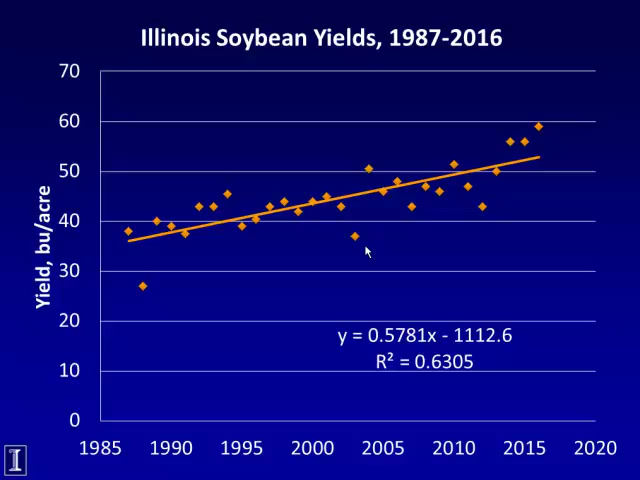 Illinois Soybean Yields, 1987-2016
70
60
50
40
30
20
10
0
Yield, bu/acre
y = 0.5781x - 1112.6
R² = 0.6305
1985 1990 1995 2000 2005 2010 2015 2020
I